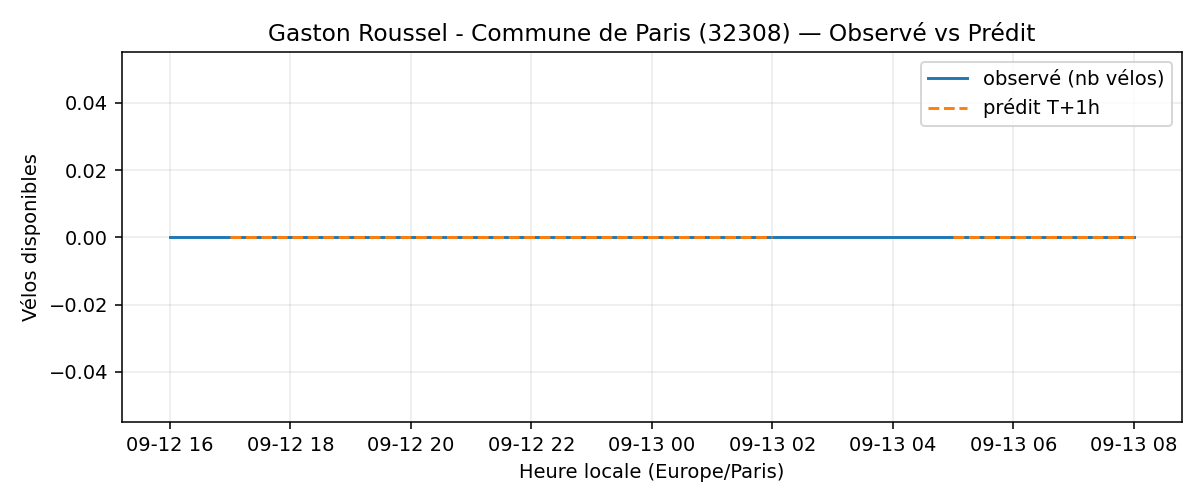 Gaston Roussel - Commune de Paris (32308) — Observé vs Prédit
observé (nb vélos)
prédit T+1h
Vélos disponibles
0.04
0.02
0.00
−0.02
−0.04
09-12 16
09-12 18
09-12 20
09-12 22
09-13 00
09-13 02
09-13 04
09-13 06
09-13 08
Heure locale (Europe/Paris)